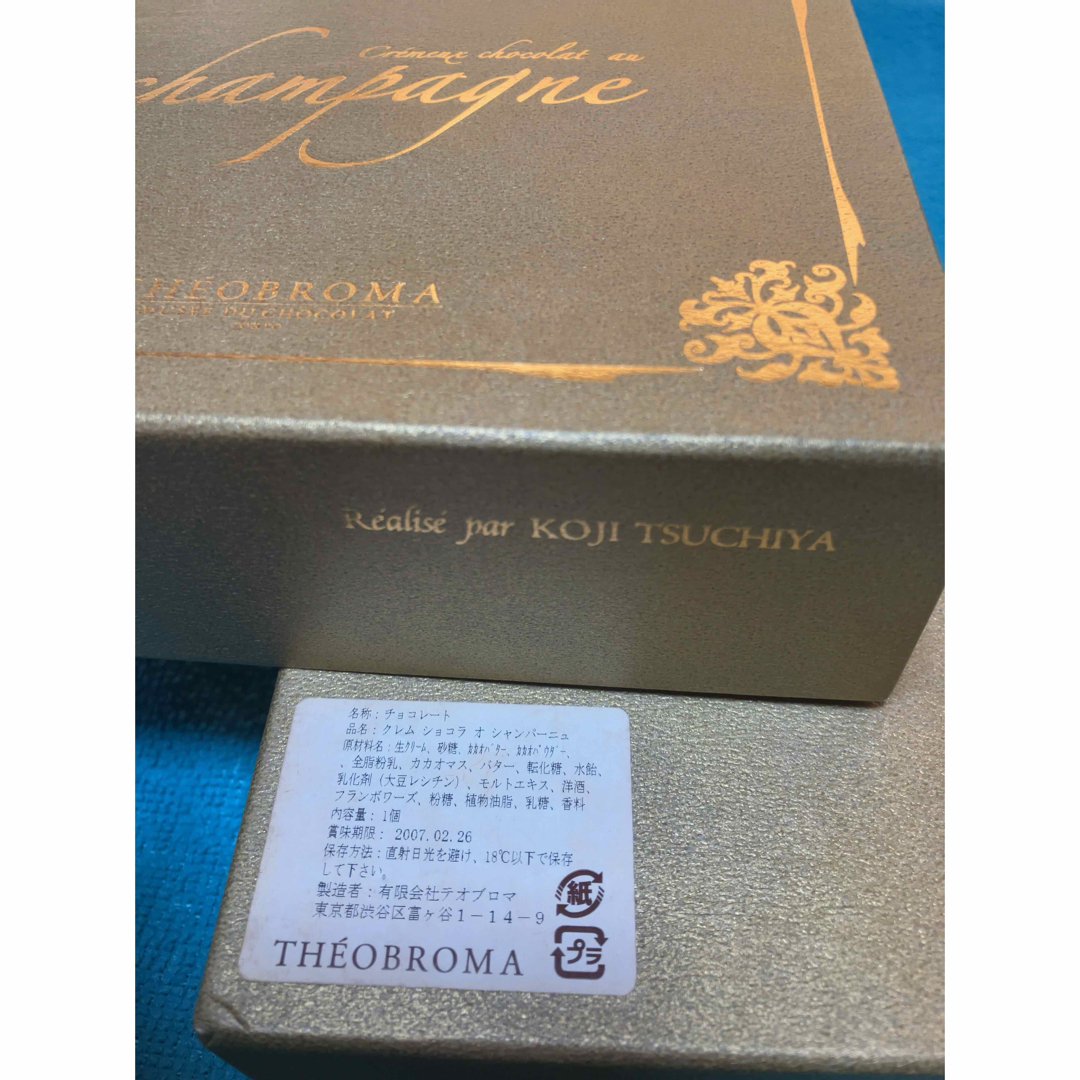 Crémeux chocolat au
champagne
THÉOBROMA
MUSÉE DU CHOCOLAT
Réalisé par KOJI TSUCHIYA
名称：チョコレート
品名：クレム ショコラ オ シャンパーニュ
原材料名：生クリーム、砂糖、カカオバター、カカオパウダー、
、全脂粉乳、カカオマス、バター、転化糖、水飴、
乳化剤（大豆レシチン）、モルトエキス、洋酒、
フランボワーズ、粉糖、植物油脂、乳糖、香料
内容量：1個
賞味期限：2007.02.26
保存方法：直射日光を避け、18℃以下で保存
して下さい。
製造者：有限会社テオブロマ
東京都渋谷区富ヶ谷1－14－9
紙
プラ
THÉOBROMA